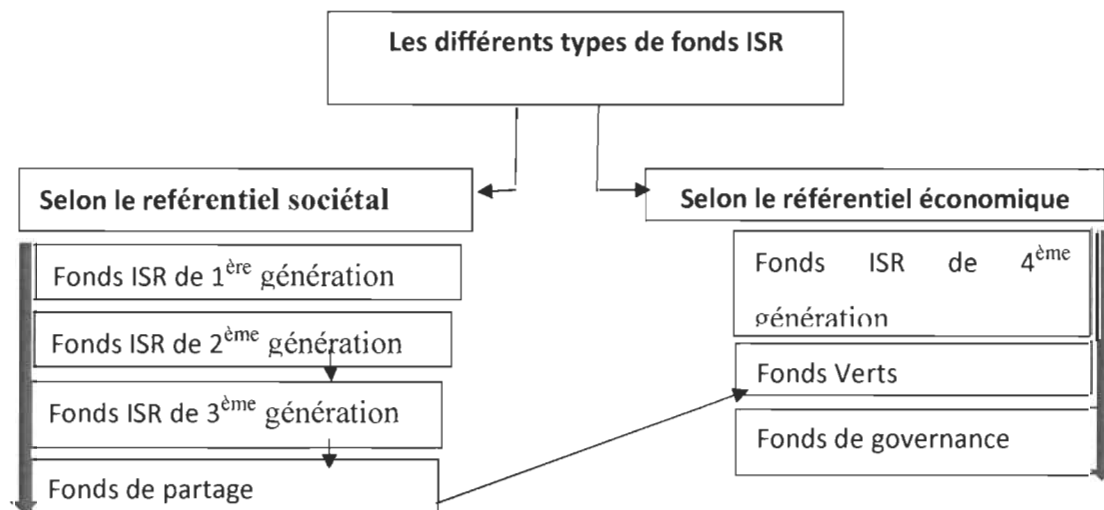 Les différents types de fonds ISR
Selon le référentiel sociétal
Selon le référentiel économique
Fonds ISR de 1ère génération
Fonds ISR de 2ème génération
Fonds ISR de 3ème génération
Fonds de partage
Fonds ISR de 4ème
génération
Fonds Verts
Fonds de governance